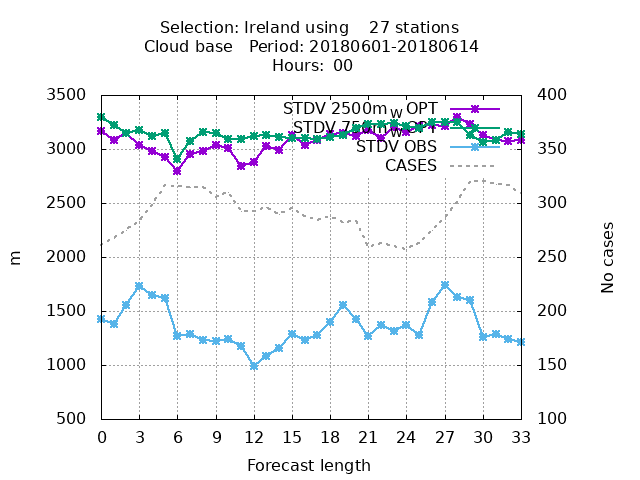 Selection: Ireland using 27 stations
Cloud base Period: 20180601-20180614
Hours: 00
3500 400
STDV 2500m_W OPT
STDV
STDV OBS
CASES
3000 350
2500 300
2000 250
1500 200
1000 150
500 100
m
No cases
0 3 6 9 12 15 18 21 24 27 30 33
Forecast length